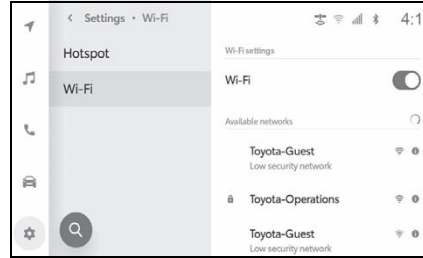 Settings • Wi-Fi
4:1
Hotspot
Wi-Fi
Wi-Fi settings
Wi-Fi
Available networks
Toyota-Guest
Low security network
Toyota-Operations
Toyota-Guest
Low security network